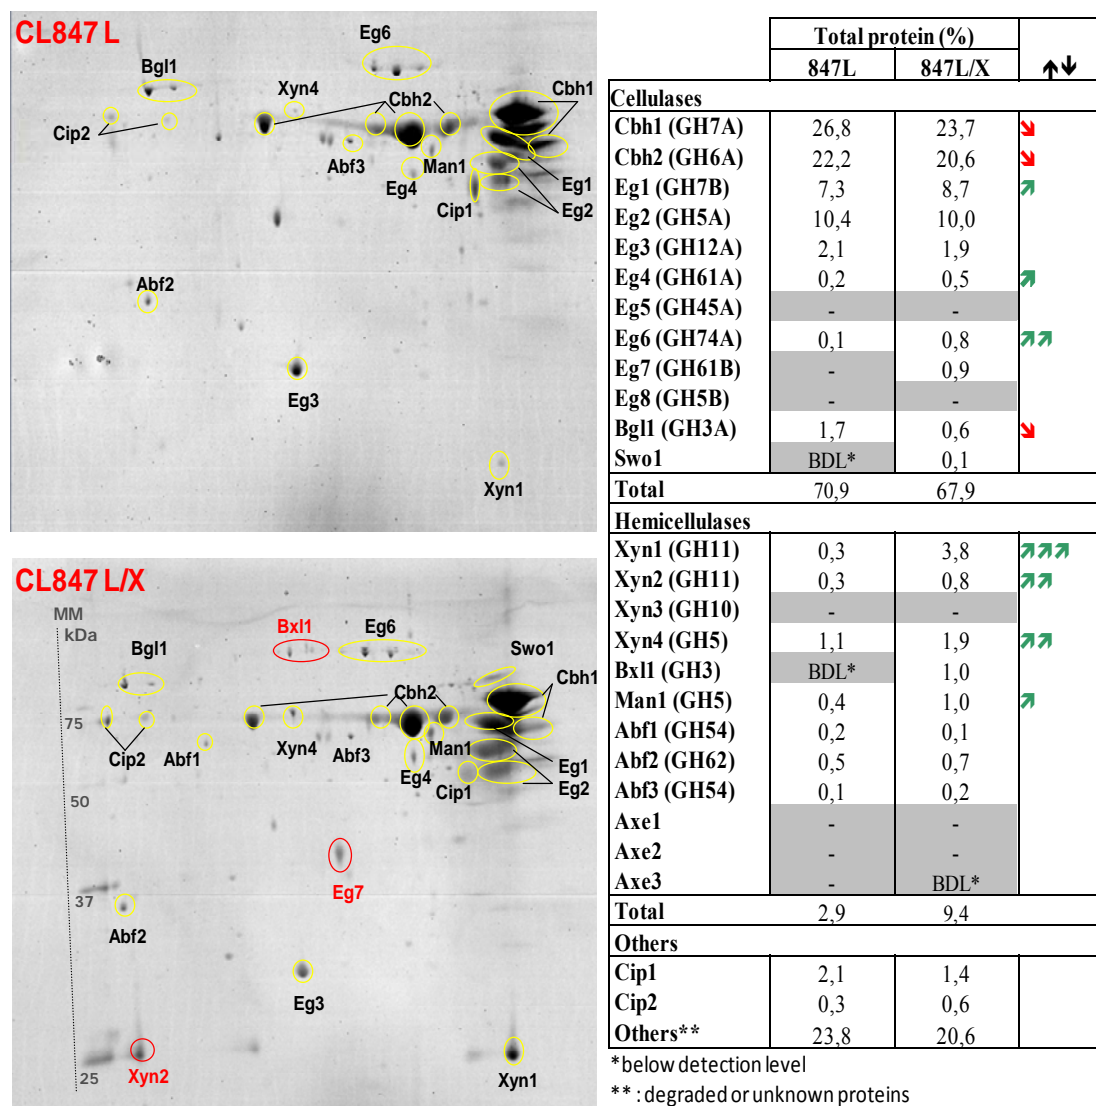 CL847 L
Eg6
Bgl1
Xyn4
Cbh2
Cbh1
Cip2
Abf3
Man1
Eg4
Eg1
Cip1
Eg2
Abf2
Eg3
Xyn1
CL847 L/X
MM
kDa
Bxl1
Eg6
Bgl1
Swo1
Cbh1
Cbh2
75
Cip2
Abf1
Xyn4
Abf3
Man1
Eg4
Eg1
Cip1
Eg2
50
Eg7
37
Abf2
Eg3
25
Xyn2
Xyn1
Total protein (%)
847L 847L/X ↑↓
Cellulases
Cbh1 (GH7A) 26,8 23,7 ↘
Cbh2 (GH6A) 22,2 20,6 ↘
Eg1 (GH7B) 7,3 8,7 ↗
Eg2 (GH5A) 10,4 10,0
Eg3 (GH12A) 2,1 1,9
Eg4 (GH61A) 0,2 0,5 ↗
Eg5 (GH45A) - -
Eg6 (GH74A) 0,1 0,8 ↗↗
Eg7 (GH61B) - 0,9
Eg8 (GH5B) - -
Bgl1 (GH3A) 1,7 0,6 ↘
Swo1 BDL* 0,1
Total 70,9 67,9
Hemicellulases
Xyn1 (GH11) 0,3 3,8 ↗↗↗
Xyn2 (GH11) 0,3 0,8 ↗↗
Xyn3 (GH10) - -
Xyn4 (GH5) 1,1 1,9 ↗↗
Bxl1 (GH3) BDL* 1,0
Man1 (GH5) 0,4 1,0 ↗
Abf1 (GH54) 0,2 0,1
Abf2 (GH62) 0,5 0,7
Abf3 (GH54) 0,1 0,2
Axe1 - -
Axe2 - -
Axe3 - BDL*
Total 2,9 9,4
Others
Cip1 2,1 1,4
Cip2 0,3 0,6
Others** 23,8 20,6
*below detection level
** : degraded or unknown proteins